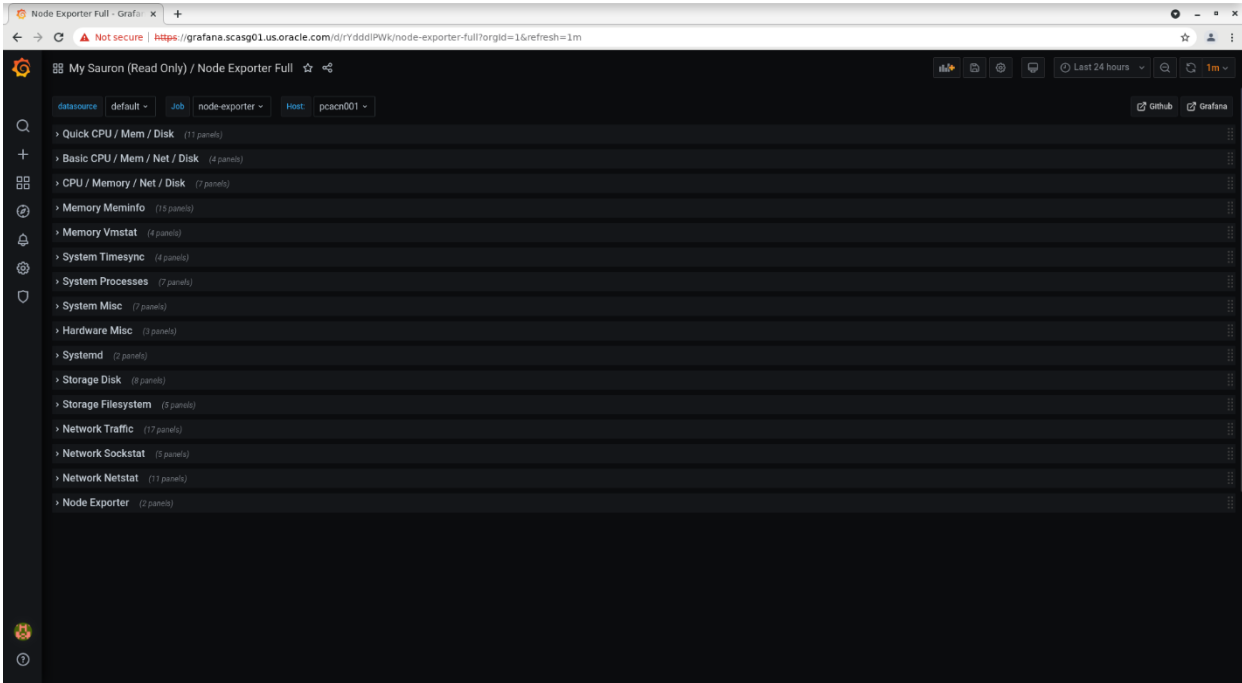 Node Exporter Full - Grafa
Not secure | https://grafana.scasg01.us.oracle.com/d/rYdddlPWk/node-exporter-full?orgId=1&refresh=1m
My Sauron (Read Only) / Node Exporter Full
Last 24 hours
1m
datasource default Job node-exporter Host: pcacn001
Github Grafana
Quick CPU / Mem / Disk (11 panels)
Basic CPU / Mem / Net / Disk (4 panels)
CPU / Memory / Net / Disk (7 panels)
Memory Meminfo (15 panels)
Memory Vmstat (4 panels)
System Timesync (4 panels)
System Processes (7 panels)
System Misc (7 panels)
Hardware Misc (3 panels)
Systemd (2 panels)
Storage Disk (8 panels)
Storage Filesystem (5 panels)
Network Traffic (17 panels)
Network Sockstat (5 panels)
Network Netstat (11 panels)
Node Exporter (2 panels)